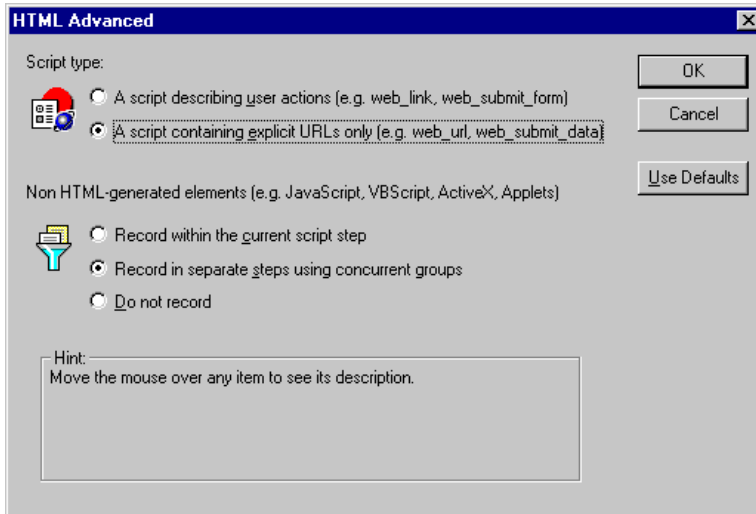 HTML Advanced
Script type:
A script describing user actions (e.g. web_link, web_submit_form)
A script containing explicit URLs only (e.g. web_url, web_submit_data)
Non HTML-generated elements (e.g. JavaScript, VBScript, ActiveX, Applets)
Record within the current script step
Record in separate steps using concurrent groups
Do not record
Hint:
Move the mouse over any item to see its description.
OK
Cancel
Use Defaults